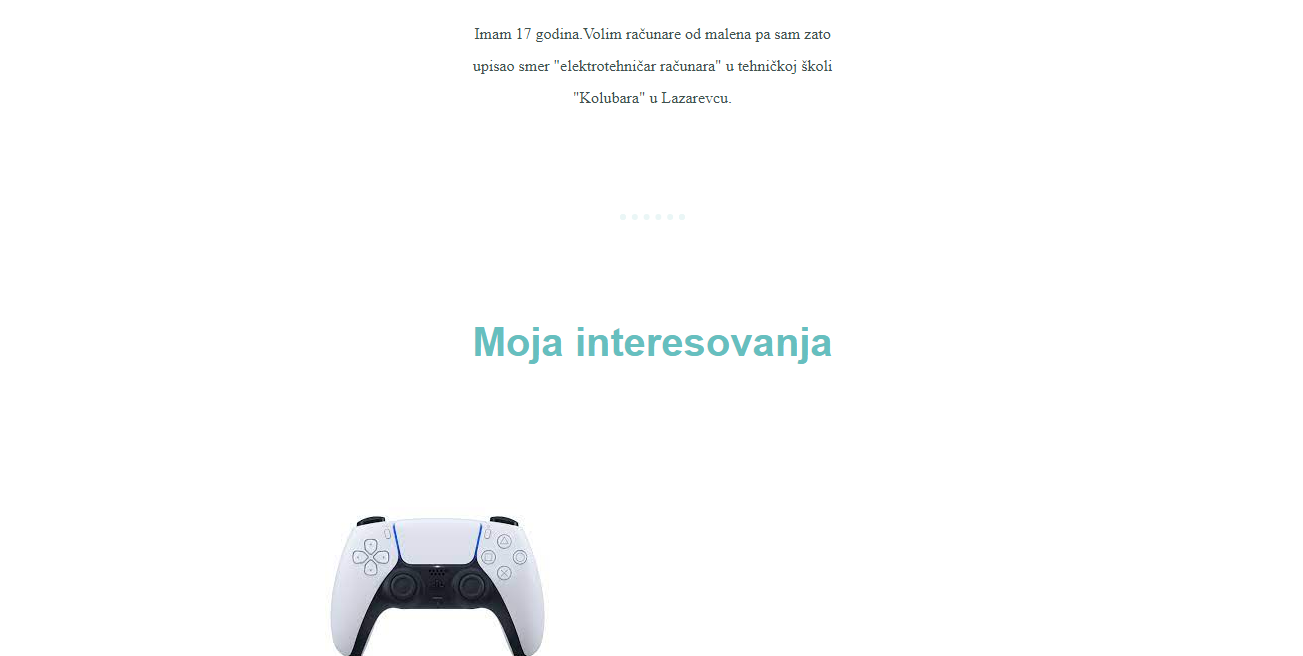 Imam 17 godina.Volim računare od malena pa sam zato
upisao smer "elektrotehničar računara" u tehničkoj školi
"Kolubara" u Lazarevcu.
Moja interesovanja